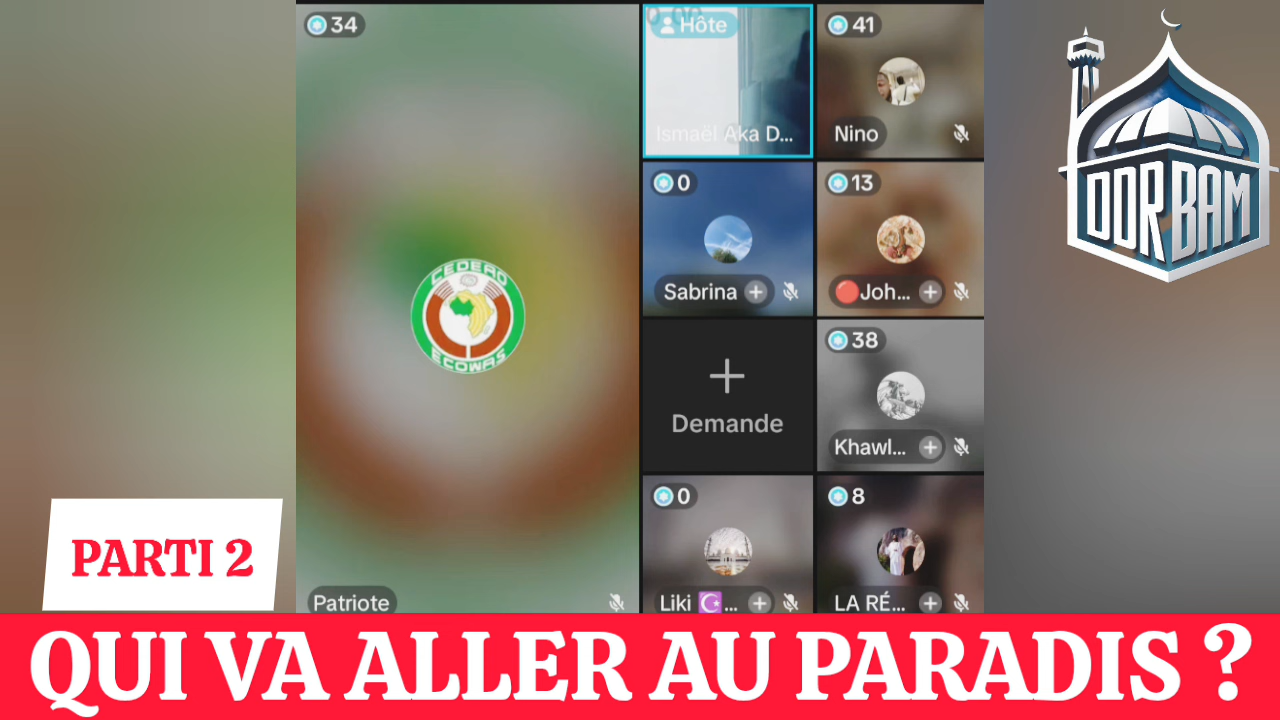 34
Hôte
Ismaël Aka D...
41
Nino
0
Sabrina
13
Joh...
Demande
38
Khawl...
0
Liki ☪️...
8
LA RÉ...
CEDEAO
ECOWAS
Patriote
DDR BAM
PARTI 2
QUI VA ALLER AU PARADIS ?